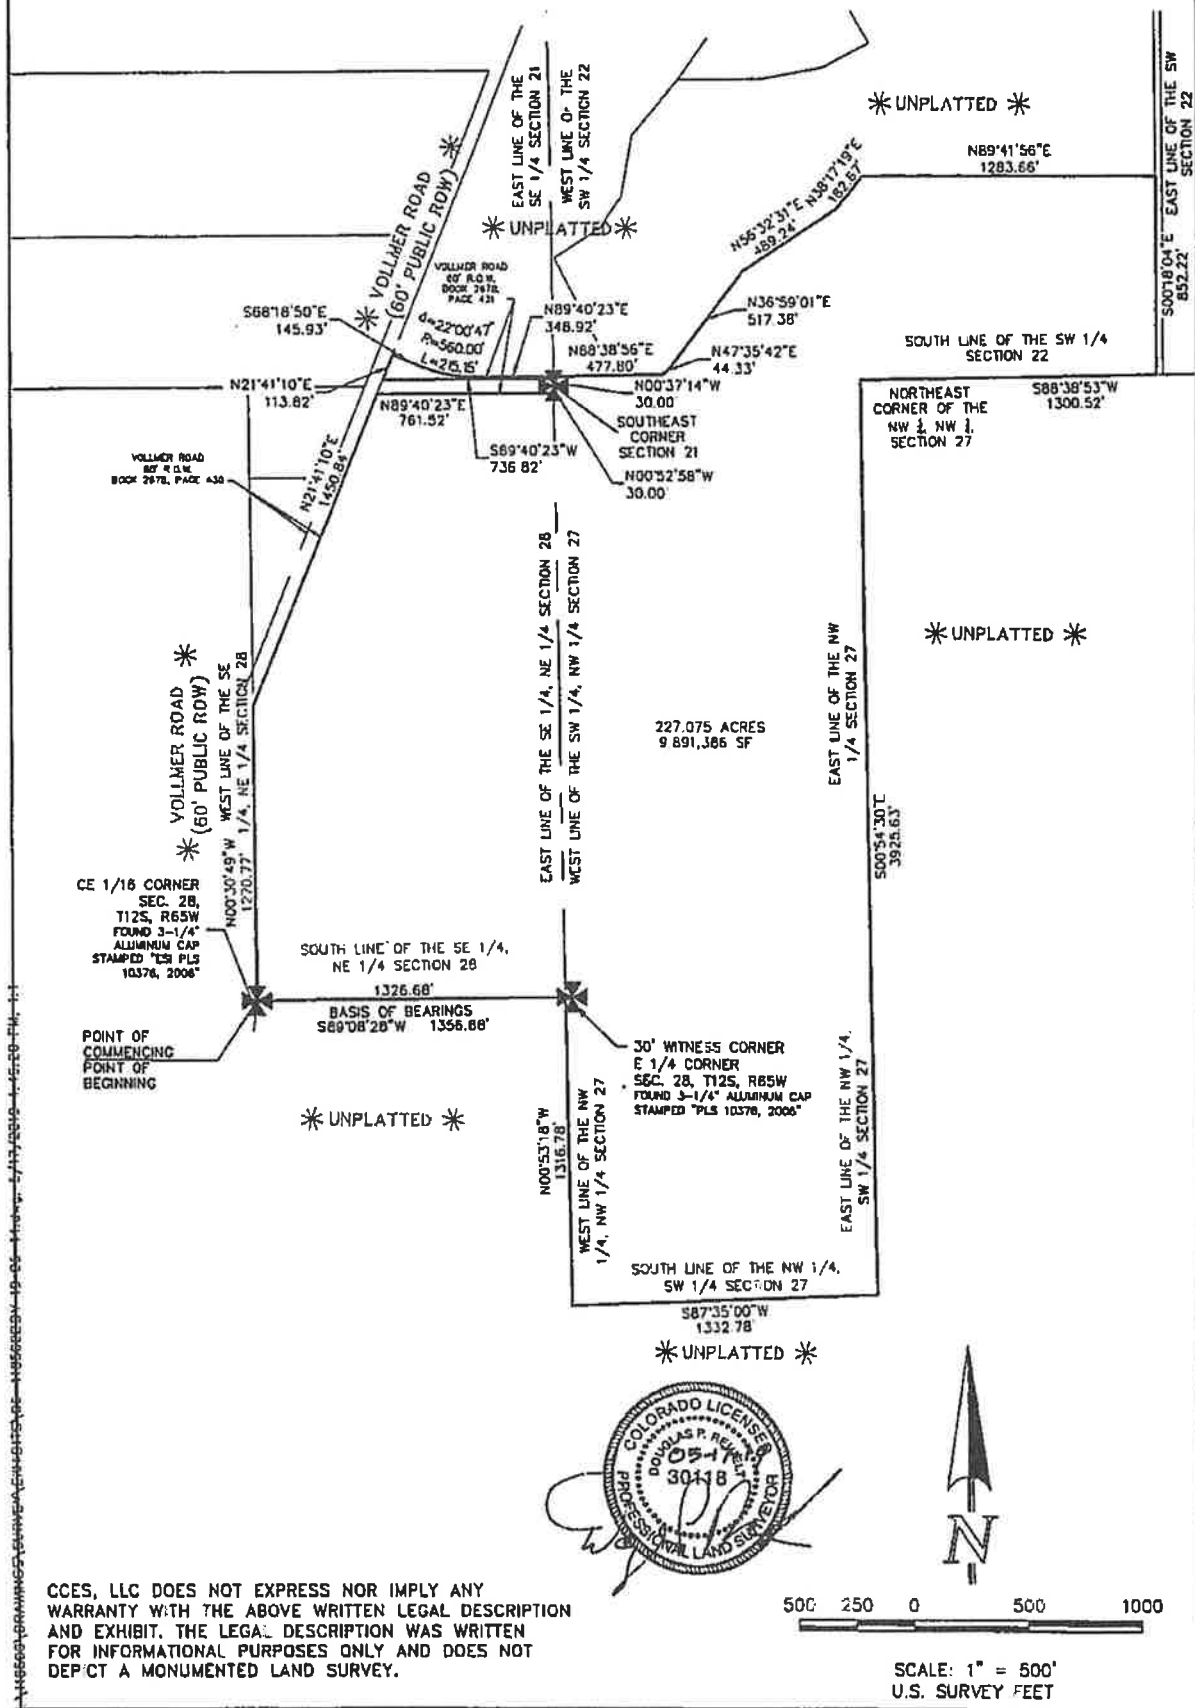 EAST LINE OF THE
SE 1/4 SECTION 21
WEST LINE OF THE
SW 1/4 SECTION 22
UNPLATTED
N89°41'56"E
1283.66'
S00°18'04"E EAST LINE OF THE SW
852.22' SECTION 22
VOLLMER ROAD
(60' PUBLIC ROW)
UNPLATTED
N38°17'19"E
182.67'
N56°32'31"E
489.24'
VOLLMER ROAD
60' R.O.W.
BOOK 2678,
PAGE 431
S68°18'50"E
145.93'
d=22°00'47"
R=560.00'
L=215.15'
N89°40'23"E
348.92'
N36°59'01"E
517.38'
N88°38'56"E
477.80'
N47°35'42"E
44.33'
SOUTH LINE OF THE SW 1/4
SECTION 22
N21°41'10"E
113.82'
N89°40'23"E
761.52'
N00°37'14"W
30.00'
SOUTHEAST
CORNER
SECTION 21
NORTHEAST
CORNER OF THE
NW ¼ NW ¼,
SECTION 27
S88°38'53"W
1300.52'
S89°40'23"W
736.82'
N00°52'58"W
30.00'
VOLLMER ROAD
60' R.O.W.
BOOK 2678, PAGE 430
N21°41'10"E
1450.84'
EAST LINE OF THE SE 1/4, NE 1/4 SECTION 28
WEST LINE OF THE SW 1/4, NW 1/4 SECTION 27
UNPLATTED
VOLLMER ROAD
(60' PUBLIC ROW)
WEST LINE OF THE SE
1/4, NE 1/4 SECTION 28
N00°30'49"W
1270.77'
227.075 ACRES
9 891,386 SF
EAST LINE OF THE NW
1/4 SECTION 27
S00°54'30"E
3925.63'
CE 1/16 CORNER
SEC. 28,
T12S, R65W
FOUND 3-1/4"
ALUMINUM CAP
STAMPED "ESI PLS
10376, 2006"
SOUTH LINE OF THE SE 1/4,
NE 1/4 SECTION 28
1326.68'
BASIS OF BEARINGS
S89°08'28"W 1356.68'
POINT OF
COMMENCING
POINT OF
BEGINNING
30' WITNESS CORNER
E 1/4 CORNER
SEC. 28, T12S, R65W
FOUND 3-1/4" ALUMINUM CAP
STAMPED "PLS 10376, 2006"
UNPLATTED
N00°53'18"W
1316.78'
WEST LINE OF THE NW
1/4, NW 1/4 SECTION 27
EAST LINE OF THE NW 1/4,
SW 1/4 SECTION 27
SOUTH LINE OF THE NW 1/4,
SW 1/4 SECTION 27
S87°35'00"W
1332.78'
UNPLATTED
COLORADO LICENSED
DOUGLAS P. REINELT
30118
PROFESSIONAL LAND SURVEYOR
N
CCES, LLC DOES NOT EXPRESS NOR IMPLY ANY
WARRANTY WITH THE ABOVE WRITTEN LEGAL DESCRIPTION
AND EXHIBIT. THE LEGAL DESCRIPTION WAS WRITTEN
FOR INFORMATIONAL PURPOSES ONLY AND DOES NOT
DEPICT A MONUMENTED LAND SURVEY.
500 250 0 500 1000
SCALE: 1" = 500'
U.S. SURVEY FEET